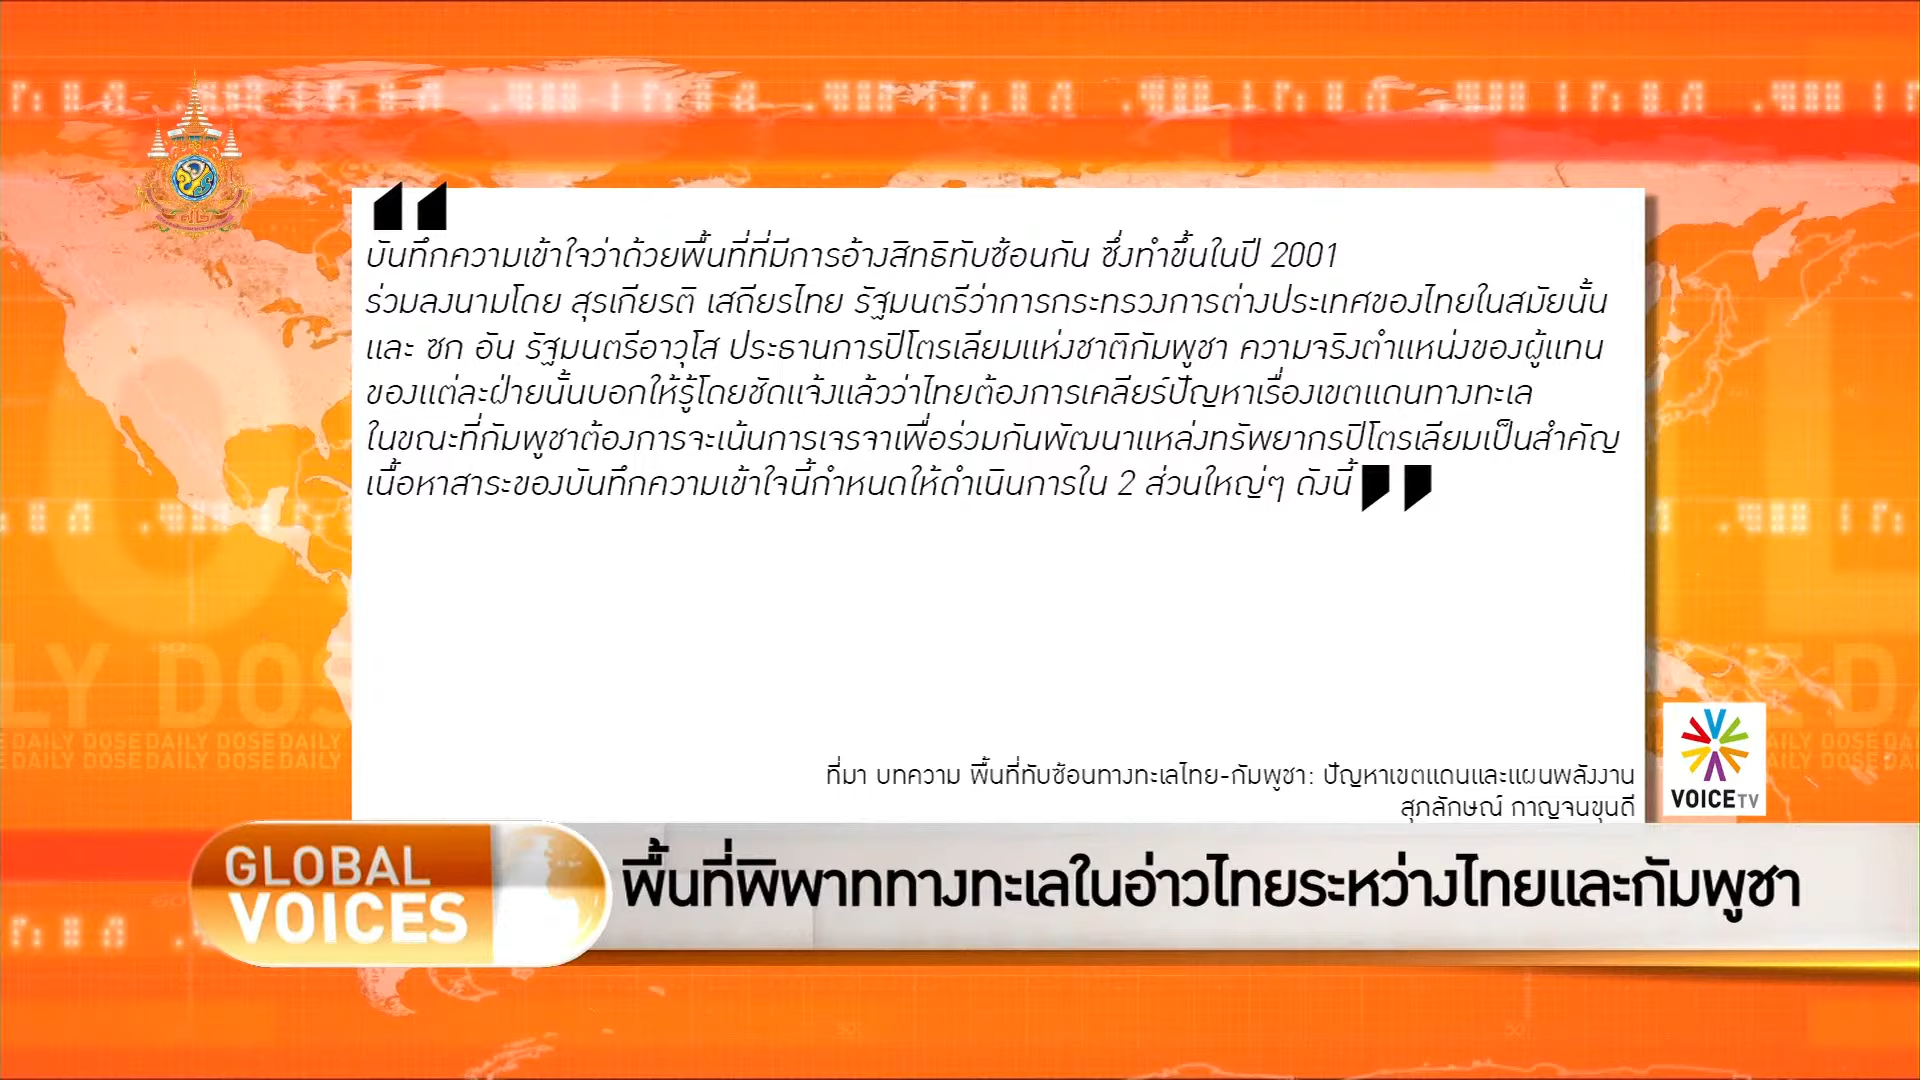 บันทึกความเข้าใจว่าด้วยพื้นที่ที่มีการอ้างสิทธิทับซ้อนกัน ซึ่งทำขึ้นในปี 2001
ร่วมลงนามโดย สุรเกียรติ เสถียรไทย รัฐมนตรีว่าการกระทรวงการต่างประเทศของไทยในสมัยนั้น
และ ซก อัน รัฐมนตรีอาวุโส ประธานการปิโตรเลียมแห่งชาติกัมพูชา ความจริงตำแหน่งของผู้แทน
ของแต่ละฝ่ายนั้นบอกให้รู้โดยชัดแจ้งแล้วว่าไทยต้องการเคลียร์ปัญหาเรื่องเขตแดนทางทะเล
ในขณะที่กัมพูชาต้องการจะเน้นการเจรจาเพื่อร่วมกันพัฒนาแหล่งทรัพยากรปิโตรเลียมเป็นสำคัญ
เนื้อหาสาระของบันทึกความเข้าใจนี้กำหนดให้ดำเนินการใน 2 ส่วนใหญ่ๆ ดังนี้
ที่มา บทความ พื้นที่ทับซ้อนทางทะเลไทย-กัมพูชา: ปัญหาเขตแดนและแผนพลังงาน
สุภลักษณ์ กาญจนขุนดี
VOICE TV
GLOBAL
VOICES
พื้นที่พิพาททางทะเลในอ่าวไทยระหว่างไทยและกัมพูชา
LY DOS
DAILY DOSE DAILY DOSE DAILY
DAILY DOSE DAILY DOSE DAILY